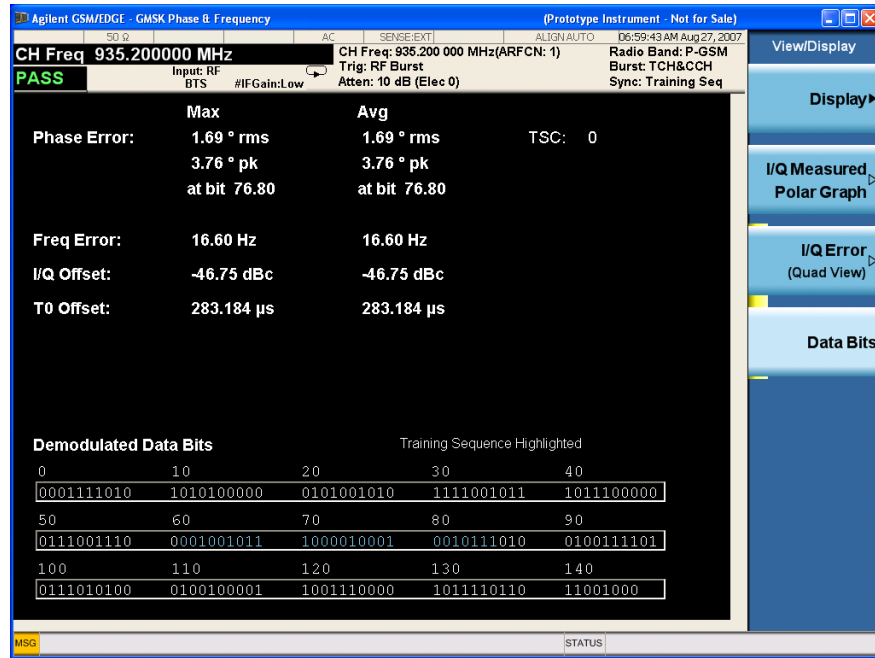 Agilent GSM/EDGE - GMSK Phase & Frequency (Prototype Instrument - Not for Sale)
50 Ω AC SENSE:EXT ALIGN AUTO 06:59:43 AM Aug 27, 2007
CH Freq 935.200000 MHz
CH Freq: 935.200 000 MHz(ARFCN: 1)
Radio Band: P-GSM
PASS
Input: RF
BTS #IFGain:Low
Trig: RF Burst
Atten: 10 dB (Elec 0)
Burst: TCH&CCH
Sync: Training Seq
View/Display
Display
I/Q Measured
Polar Graph
I/Q Error
(Quad View)
Data Bits
Max Avg
Phase Error: 1.69 ° rms 1.69 ° rms TSC: 0
3.76 ° pk 3.76 ° pk
at bit 76.80 at bit 76.80
Freq Error: 16.60 Hz 16.60 Hz
I/Q Offset: -46.75 dBc -46.75 dBc
T0 Offset: 283.184 µs 283.184 µs
Demodulated Data Bits Training Sequence Highlighted
0 10 20 30 40
0001111010 1010100000 0101001010 1111001011 1011100000
50 60 70 80 90
0111001110 0001001011 1000010001 0010111010 0100111101
100 110 120 130 140
0111010100 0100100001 1001110000 1011110110 11001000
MSG STATUS